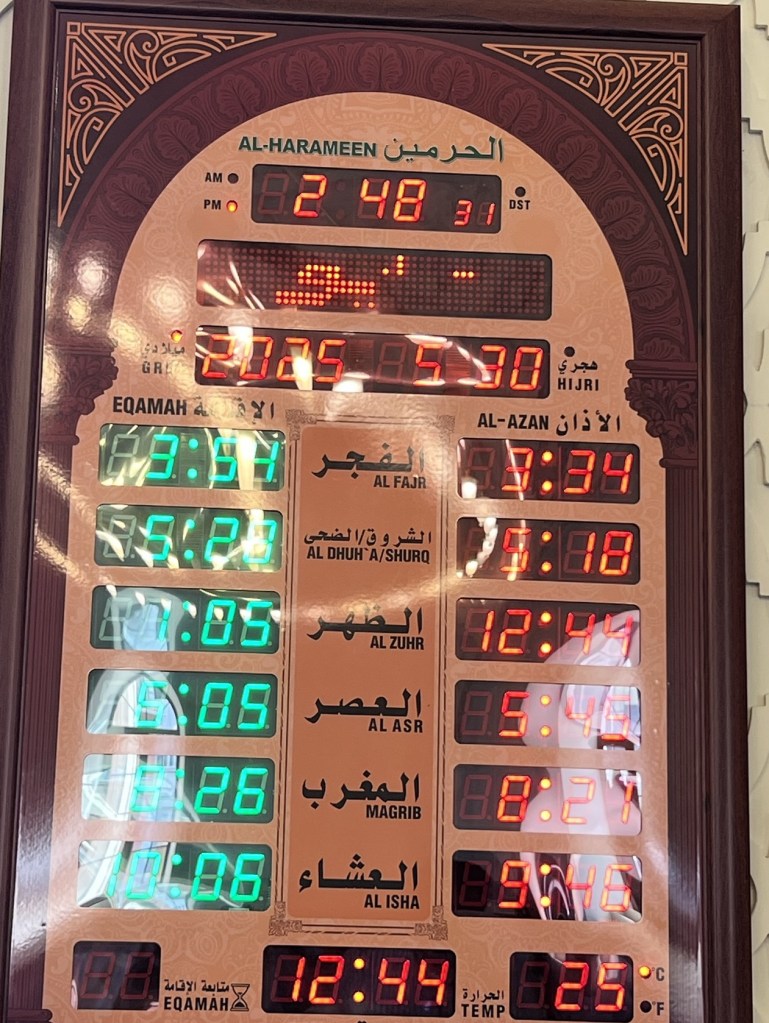 AL-HARAMEEN الحرمين
AM
PM
2 48 31
DST
ميلادي
2025 5 30
هجري
HIJRI
EQAMAH الإقامة
AL-AZAN الأذان
3:54 الفجر 3:34
AL FAJR
5:28 الشروق/الضحى 5:18
AL DHUH`A/SHURQ
1:05 الظهر 12:44
AL ZUHR
5:05 العصر 5:45
AL ASR
8:26 المغرب 8:21
MAGRIB
10:06 العشاء 9:46
AL ISHA
متابعة الإقامة
EQAMAH
12:44
الحرارة
TEMP
25
°C
°F